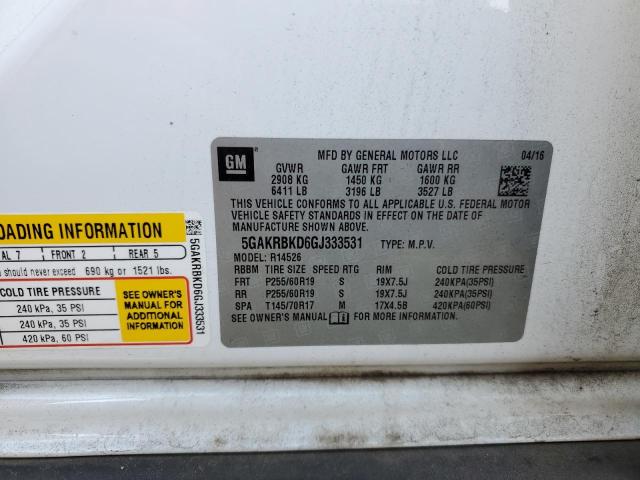 GM
MFD BY GENERAL MOTORS LLC
04/16
GVWR GAWR FRT GAWR RR
2908 KG 1450 KG 1600 KG
6411 LB 3196 LB 3527 LB
THIS VEHICLE CONFORMS TO ALL APPLICABLE U.S. FEDERAL MOTOR
VEHICLE SAFETY STANDARDS IN EFFECT ON THE DATE OF
MANUFACTURE SHOWN ABOVE.
5GAKRBKD6GJ333531 TYPE: M.P.V.
MODEL: R14526
RBBM TIRE SIZE SPEED RTG RIM COLD TIRE PRESSURE
FRT P255/60R19 S 19X7.5J 240KPA(35PSI)
RR P255/60R19 S 19X7.5J 240KPA(35PSI)
SPA T145/70R17 M 17X4.5B 420KPA(60PSI)
SEE OWNER'S MANUAL FOR MORE INFORMATION
OADING INFORMATION
AL 7 FRONT 2 REAR 5
should never exceed 690 kg or 1521 lbs.
COLD TIRE PRESSURE
240 kPa, 35 PSI
240 kPa, 35 PSI
420 kPa, 60 PSI
SEE OWNER'S
MANUAL FOR
ADDITIONAL
INFORMATION
5GAKRBKD6GJ333531